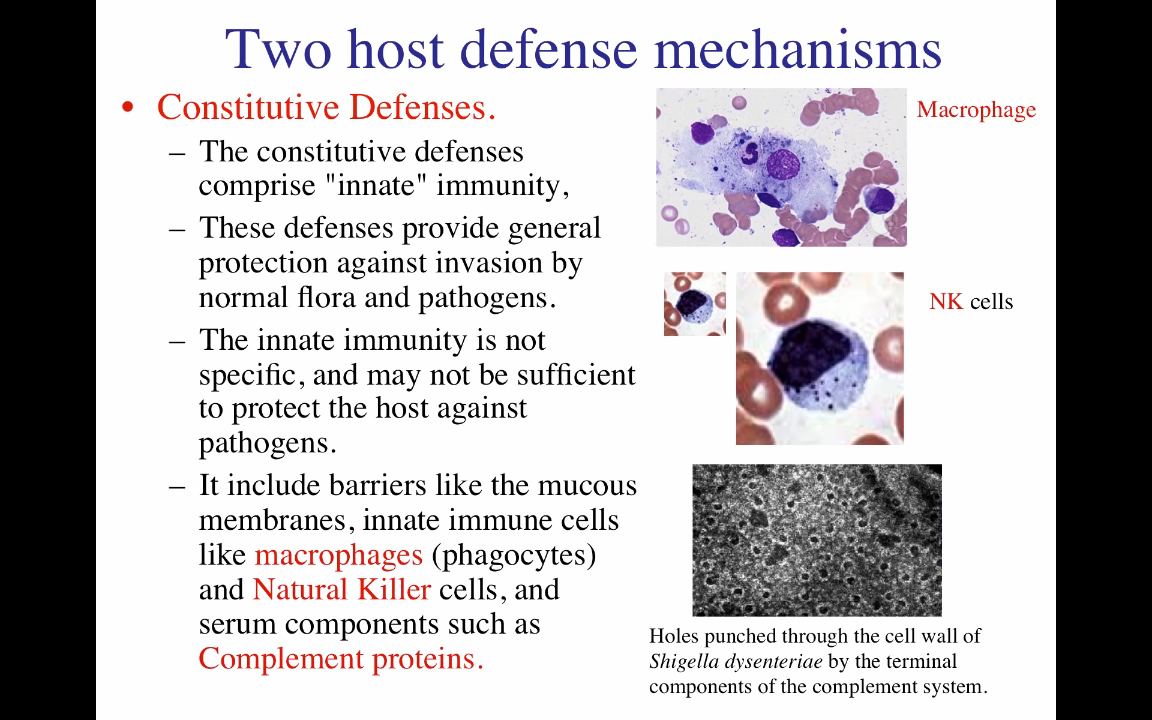 Two host defense mechanisms
• Constitutive Defenses.
– The constitutive defenses
comprise "innate" immunity,
– These defenses provide general
protection against invasion by
normal flora and pathogens.
– The innate immunity is not
specific, and may not be sufficient
to protect the host against
pathogens.
– It include barriers like the mucous
membranes, innate immune cells
like macrophages (phagocytes)
and Natural Killer cells, and
serum components such as
Complement proteins.
Macrophage
NK cells
Holes punched through the cell wall of
Shigella dysenteriae by the terminal
components of the complement system.